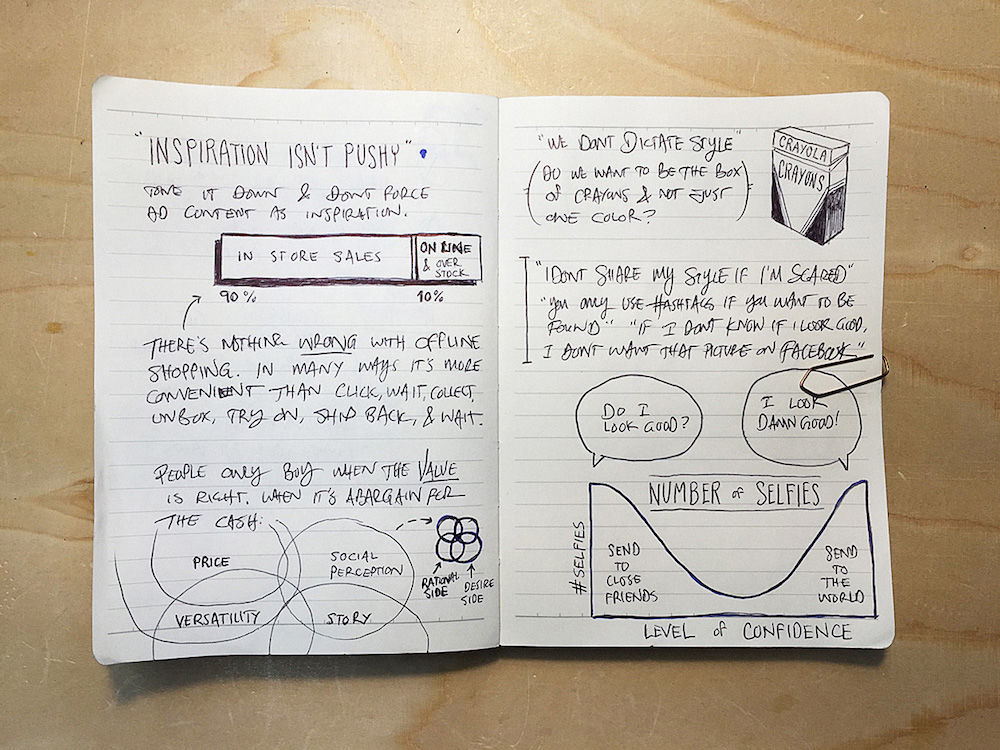 "INSPIRATION ISN'T PUSHY"
TONE IT DOWN & DONT FORCE
AD CONTENT AS INSPIRATION.
IN STORE SALES
ON LINE
& OVER
STOCK
90%
10%
THERE'S NOTHING WRONG WITH OFFLINE
SHOPPING. IN MANY WAYS IT'S MORE
CONVENIENT THAN CLICK, WAIT, COLLECT,
UNBOX, TRY ON, SHIP BACK, & WAIT.
PEOPLE ONLY BUY WHEN THE VALUE
IS RIGHT. WHEN IT'S A BARGAIN FOR
THE CASH:
PRICE
SOCIAL
PERCEPTION
VERSATILITY
STORY
RATIONAL
SIDE
DESIRE
SIDE
"WE DONT DICTATE STYLE"
(DO WE WANT TO BE THE BOX
OF CRAYONS & NOT JUST
ONE COLOR?)
CRAYOLA
CRAYONS
"I DONT SHARE MY STYLE IF I'M SCARED"
"YOU ONLY USE HASHTAGS IF YOU WANT TO BE
FOUND" "IF I DONT KNOW IF I LOOK GOOD,
I DONT WANT THAT PICTURE ON FACEBOOK"
DO I
LOOK GOOD?
I LOOK
DAMN GOOD!
NUMBER of SELFIES
#SELFIES
SEND
TO
CLOSE
FRIENDS
SEND
TO
THE
WORLD
LEVEL of CONFIDENCE